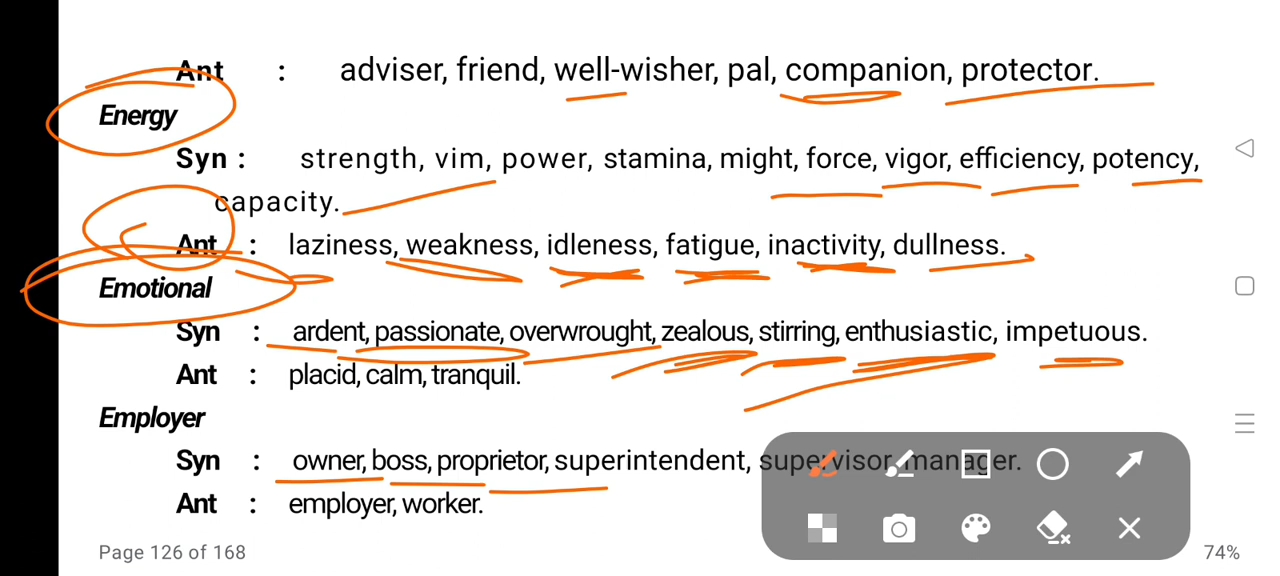 Ant : adviser, friend, well-wisher, pal, companion, protector.
Energy
Syn : strength, vim, power, stamina, might, force, vigor, efficiency, potency,
capacity.
Ant : laziness, weakness, idleness, fatigue, inactivity, dullness.
Emotional
Syn : ardent, passionate, overwrought, zealous, stirring, enthusiastic, impetuous.
Ant : placid, calm, tranquil.
Employer
Syn : owner, boss, proprietor, superintendent, supervisor, manager.
Ant : employer, worker.
Page 126 of 168
74%